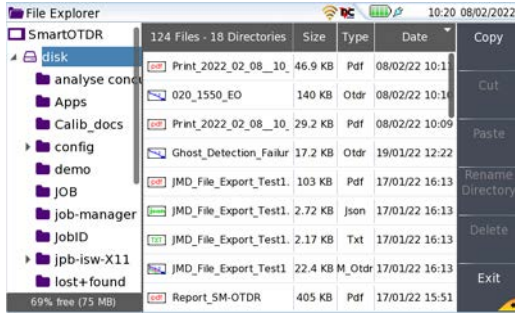 File Explorer
10:20 08/02/2022
SmartOTDR
disk
analyse conc
Apps
Calib_docs
config
demo
JOB
job-manager
JobID
jpb-isw-X11
lost+found
69% free (75 MB)
124 Files - 18 Directories Size Type Date
Print_2022_02_08__10_ 46.9 KB Pdf 08/02/22 10:1
020_1550_EO 140 KB Otdr 08/02/22 10:1
Print_2022_02_08__10_ 29.2 KB Pdf 08/02/22 10:09
Ghost_Detection_Failur 17.2 KB Otdr 19/01/22 12:22
JMD_File_Export_Test1. 103 KB Pdf 17/01/22 16:13
JMD_File_Export_Test1. 2.72 KB Json 17/01/22 16:13
JMD_File_Export_Test1. 2.17 KB Txt 17/01/22 16:13
JMD_File_Export_Test1 22.4 KB M_Otdr 17/01/22 16:13
Report_SM-OTDR 405 KB Pdf 17/01/22 15:51
Copy
Cut
Paste
Rename
Directory
Delete
Exit